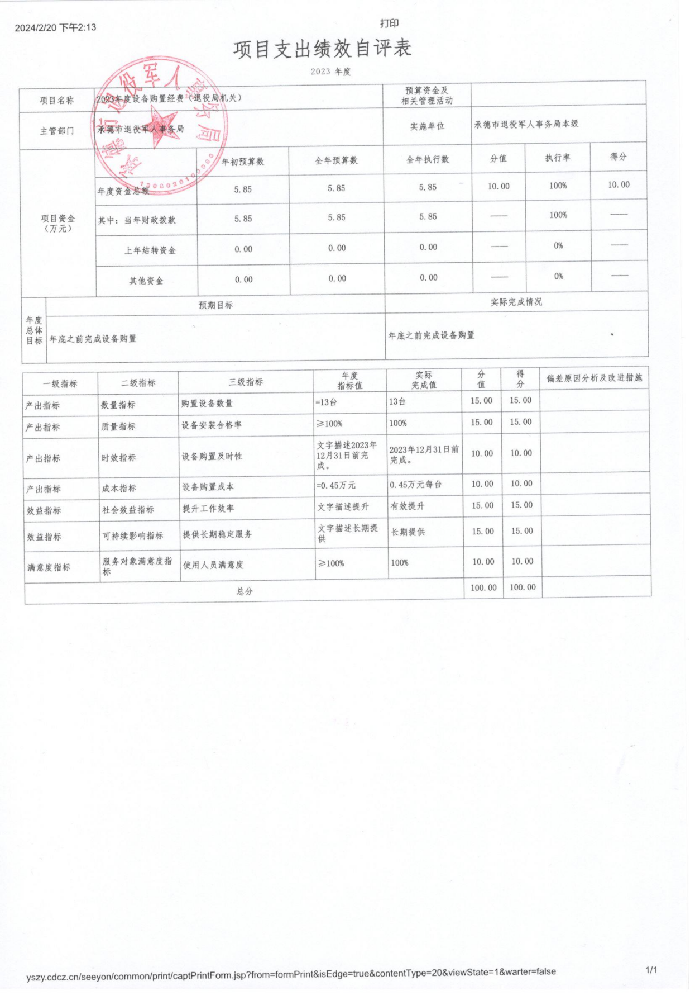 2024/2/20 下午2:13
打印
项目支出绩效自评表
2023 年度
项目名称 2023年度设备购置经费（退役局机关） 预算资金及
相关管理活动
主管部门 承德市退役军人事务局 实施单位 承德市退役军人事务局本级
年初预算数 全年预算数 全年执行数 分值 执行率 得分
年度资金总额 5.85 5.85 5.85 10.00 100% 10.00
项目资金
（万元）
其中：当年财政拨款 5.85 5.85 5.85 —— 100% ——
上年结转资金 0.00 0.00 0.00 —— 0% ——
其他资金 0.00 0.00 0.00 —— 0% ——
年度
总体
目标
预期目标 实际完成情况
年底之前完成设备购置 年底之前完成设备购置
一级指标 二级指标 三级指标 年度
指标值 实际
完成值 分
值 得
分 偏差原因分析及改进措施
产出指标 数量指标 购置设备数量 =13台 13台 15.00 15.00
产出指标 质量指标 设备安装合格率 ≥100% 100% 15.00 15.00
产出指标 时效指标 设备购置及时性 文字描述2023年
12月31日前完
成。 2023年12月31日前
完成。 10.00 10.00
产出指标 成本指标 设备购置成本 =0.45万元 0.45万元每台 10.00 10.00
效益指标 社会效益指标 提升工作效率 文字描述提升 有效提升 15.00 15.00
效益指标 可持续影响指标 提供长期稳定服务 文字描述长期提
供 长期提供 15.00 15.00
满意度指标 服务对象满意度指
标 使用人员满意度 ≥100% 100% 10.00 10.00
总分 100.00 100.00
yszy.cdcz.cn/seeyon/common/print/captPrintForm.jsp?from=formPrint&isEdge=true&contentType=20&viewState=1&warter=false
1/1